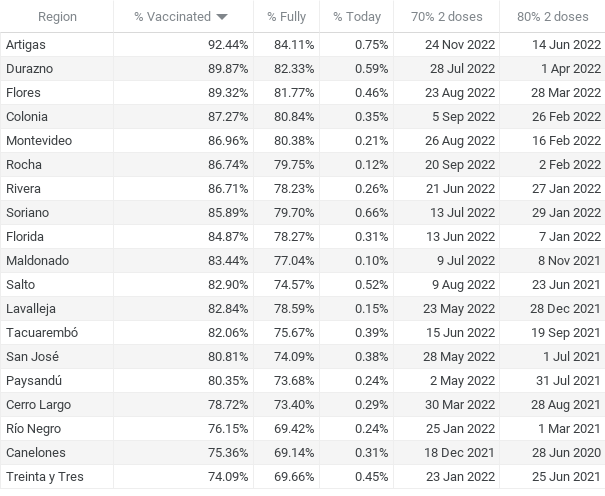 Region % Vaccinated % Fully % Today 70% 2 doses 80% 2 doses
Artigas 92.44% 84.11% 0.75% 24 Nov 2022 14 Jun 2022
Durazno 89.87% 82.33% 0.59% 28 Jul 2022 1 Apr 2022
Flores 89.32% 81.77% 0.46% 23 Aug 2022 28 Mar 2022
Colonia 87.27% 80.84% 0.35% 5 Sep 2022 26 Feb 2022
Montevideo 86.96% 80.38% 0.21% 26 Aug 2022 16 Feb 2022
Rocha 86.74% 79.75% 0.12% 20 Sep 2022 2 Feb 2022
Rivera 86.71% 78.23% 0.26% 21 Jun 2022 27 Jan 2022
Soriano 85.89% 79.70% 0.66% 13 Jul 2022 29 Jan 2022
Florida 84.87% 78.27% 0.31% 13 Jun 2022 7 Jan 2022
Maldonado 83.44% 77.04% 0.10% 9 Jul 2022 8 Nov 2021
Salto 82.90% 74.57% 0.52% 9 Aug 2022 23 Jun 2021
Lavalleja 82.84% 78.59% 0.15% 23 May 2022 28 Dec 2021
Tacuarembó 82.06% 75.67% 0.39% 15 Jun 2022 19 Sep 2021
San José 80.81% 74.09% 0.38% 28 May 2022 1 Jul 2021
Paysandú 80.35% 73.68% 0.24% 2 May 2022 31 Jul 2021
Cerro Largo 78.72% 73.40% 0.29% 30 Mar 2022 28 Aug 2021
Río Negro 76.15% 69.42% 0.24% 25 Jan 2022 1 Mar 2021
Canelones 75.36% 69.14% 0.31% 18 Dec 2021 28 Jun 2020
Treinta y Tres 74.09% 69.66% 0.45% 23 Jan 2022 25 Jun 2021